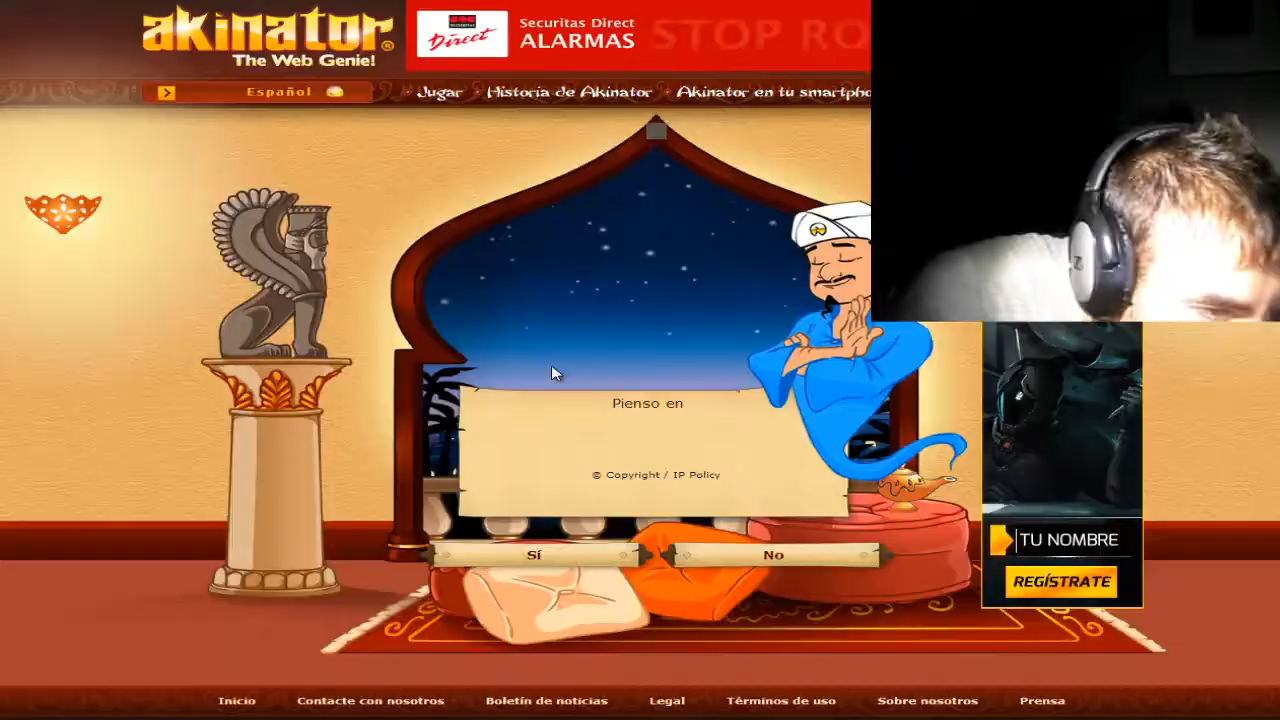 akinator®
The Web Genie!
Direct
Securitas Direct
ALARMAS
STOP RO
Español
Jugar
Historia de Akinator
Akinator en tu smartpho
Pienso en
© Copyright / IP Policy
Sí
No
TU NOMBRE
REGÍSTRATE
Inicio
Contacte con nosotros
Boletín de noticias
Legal
Términos de uso
Sobre nosotros
Prensa